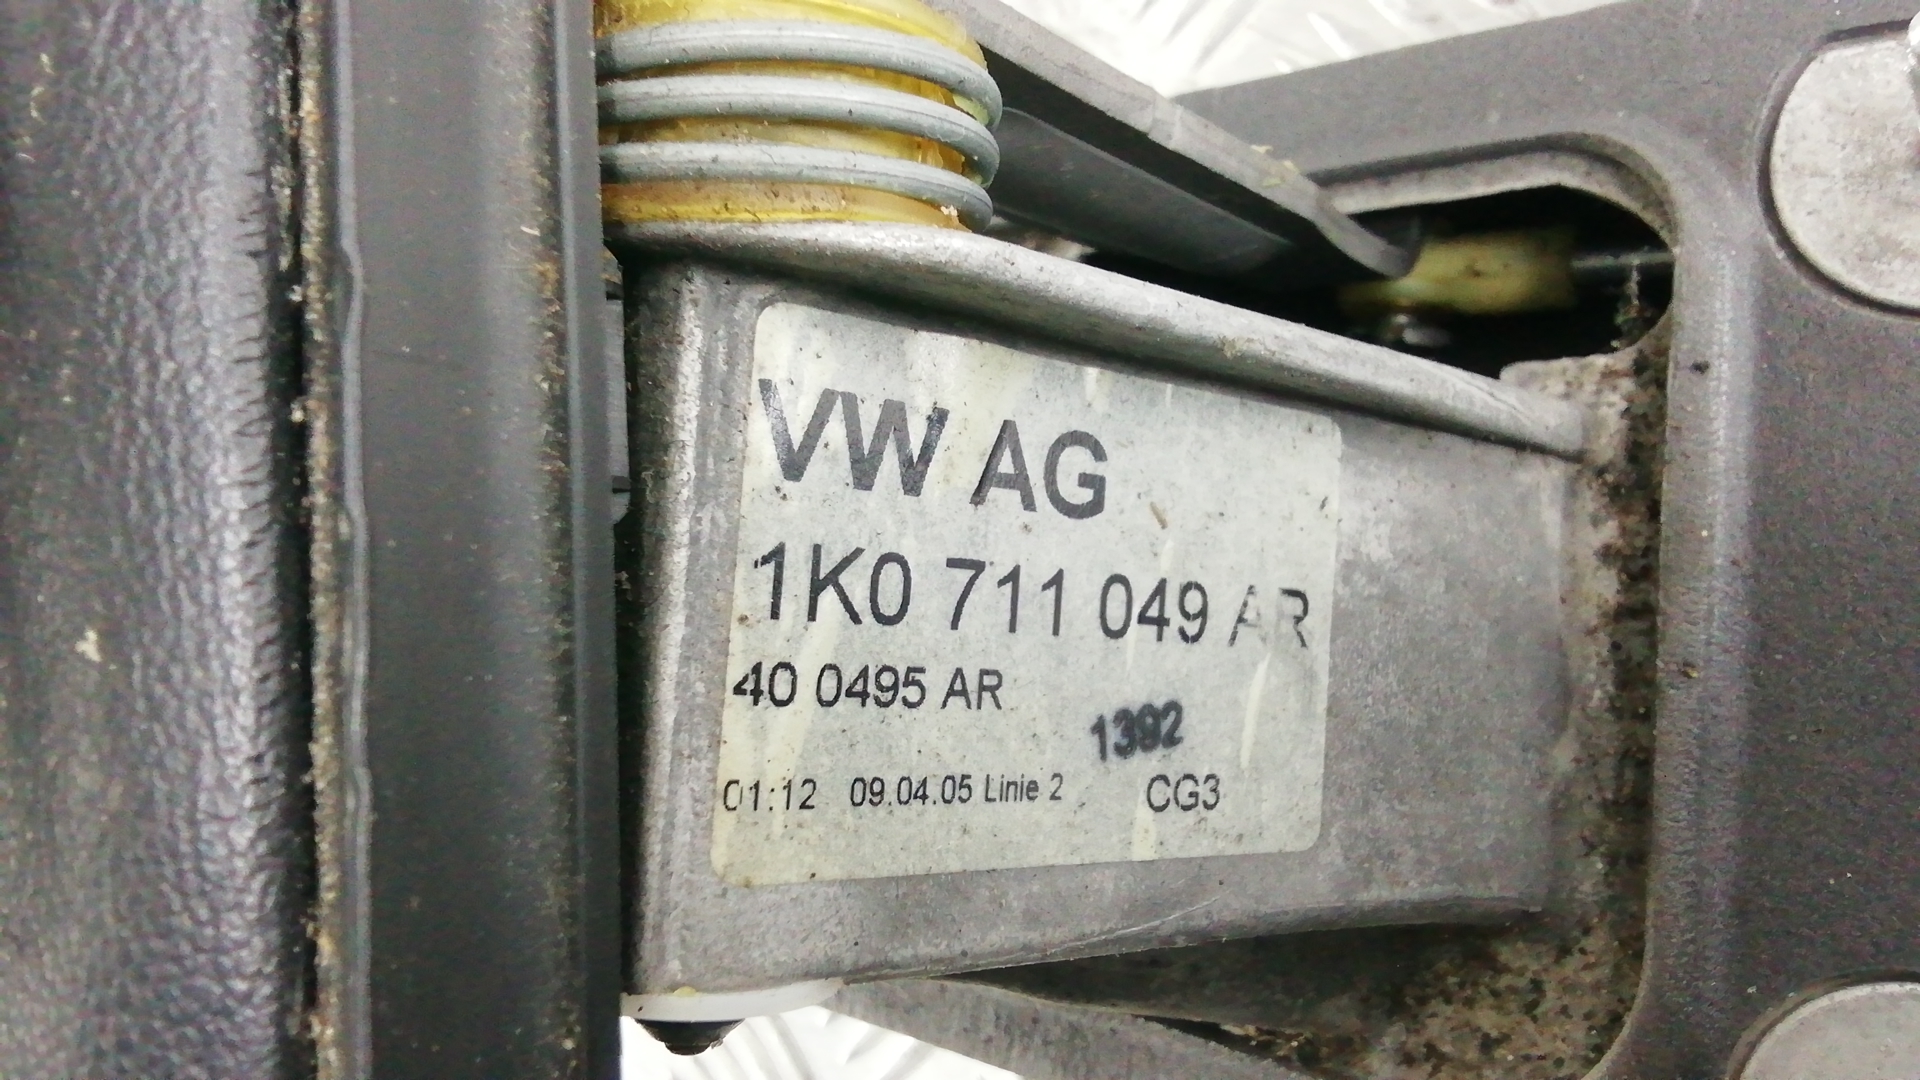 VW AG
1K0 711 049 AR
40 0495 AR
1392
01:12 09.04.05 Linie 2 CG3